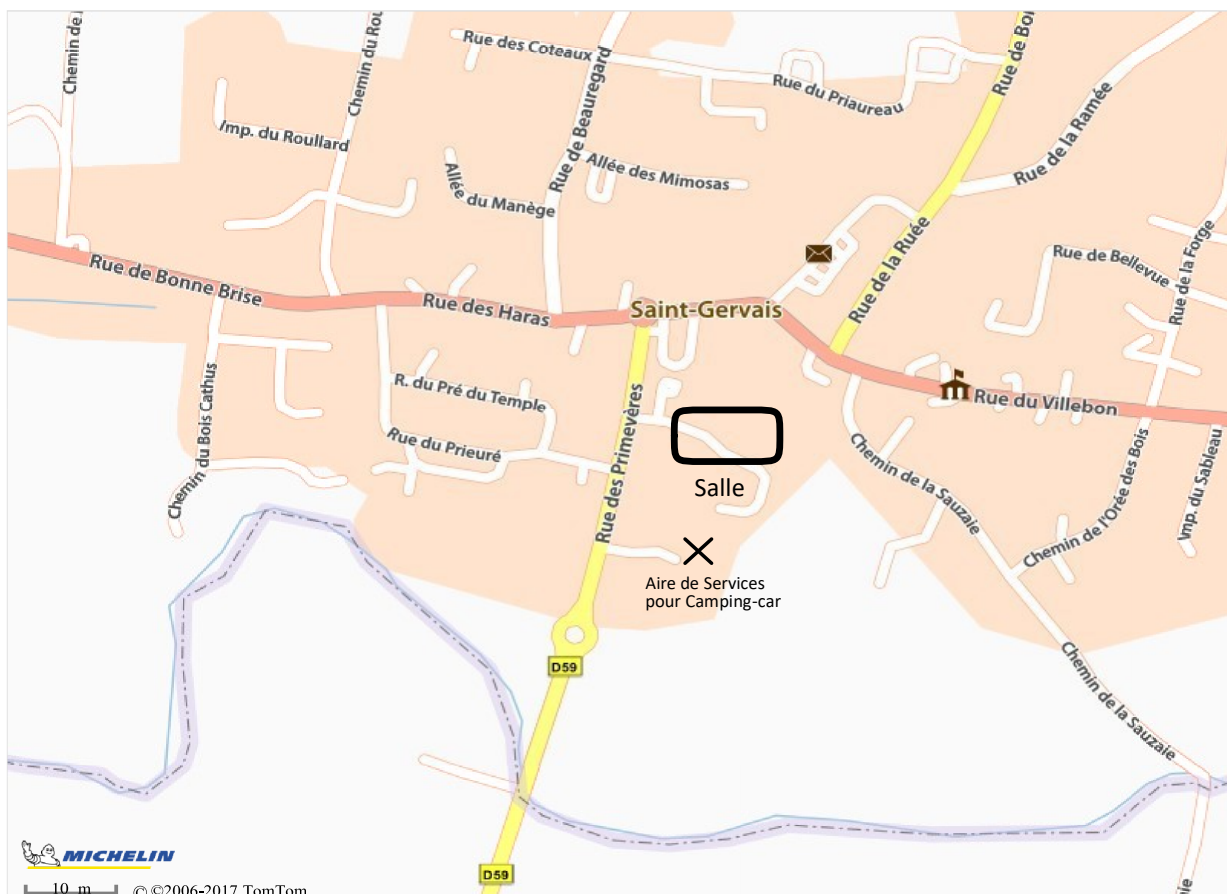 Chemin de
Chemin du Rou
Rue des Coteaux
Rue du Priaureau
Rue de Boi
Rue de Beauregard
Imp. du Roullard
Allée des Mimosas
Allée du Manège
Rue de la Ramée
Rue de la Ruée
Rue de la Forge
Rue de Bellevue
Rue de Bonne Brise
Rue des Haras
Saint-Gervais
Rue du Villebon
R. du Pré du Temple
Rue du Prieuré
Rue des Primevères
Chemin du Bois Cathus
Salle
Chemin de la Sauzaie
Chemin de l'Orée des Bois
Imp. du Sableau
Aire de Services
pour Camping-car
D59
Chemin de la Sauzaie
MICHELIN
D59
10 m
© ©2006-2017 TomTom